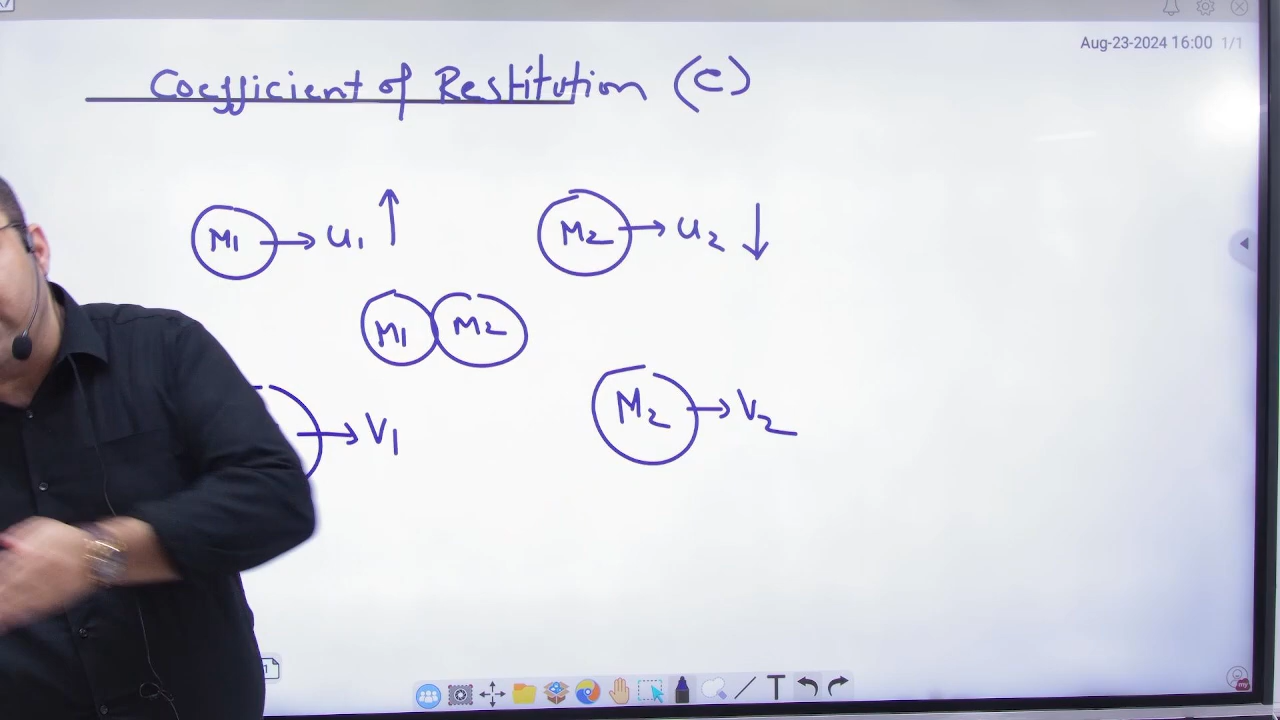 Aug-23-2024 16:00 1/1
Coefficient of Restitution (e)
M1 → u1 ↑ M2 → u2 ↓
M1 M2
→ V1 M2 → V2
T